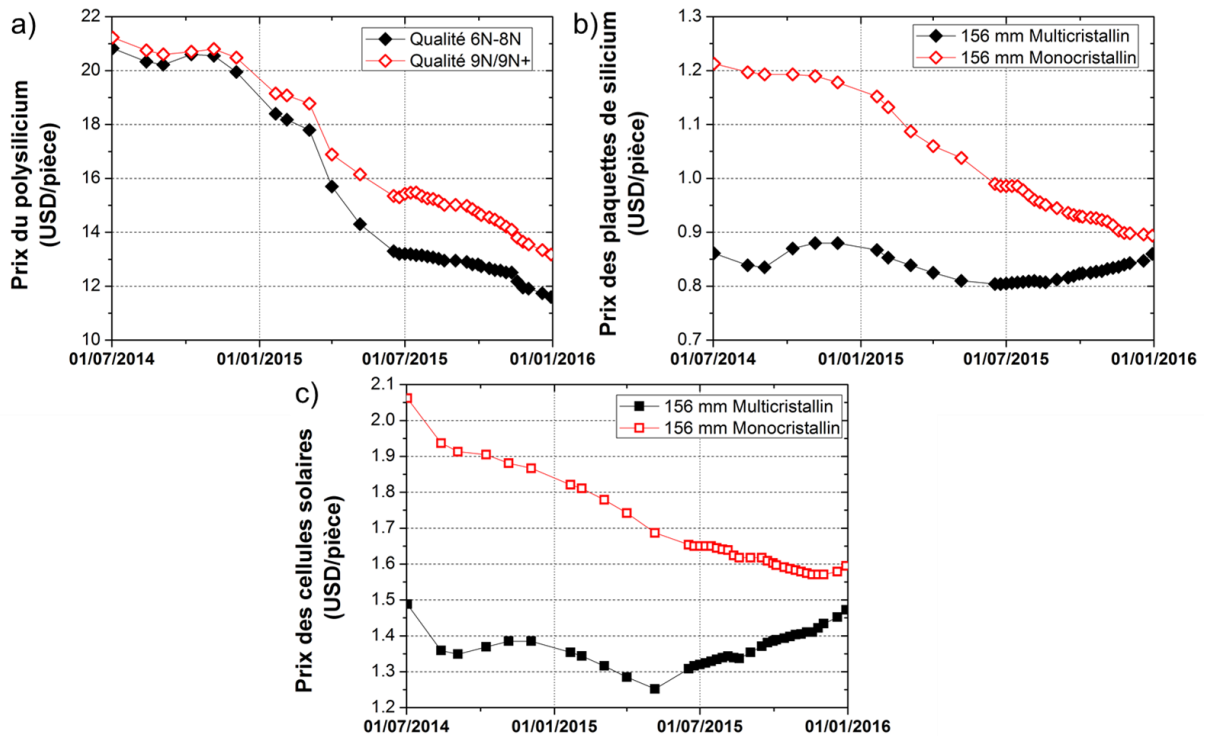 a)
Prix du polysilicium
(USD/pièce)
22
20
18
16
14
12
10
Qualité 6N-8N
Qualité 9N/9N+
01/07/2014
01/01/2015
01/07/2015
01/01/2016
b)
Prix des plaquettes de silicium
(USD/pièce)
1.3
1.2
1.1
1.0
0.9
0.8
0.7
156 mm Multicristallin
156 mm Monocristallin
01/07/2014
01/01/2015
01/07/2015
01/01/2016
c)
Prix des cellules solaires
(USD/pièce)
2.1
2.0
1.9
1.8
1.7
1.6
1.5
1.4
1.3
1.2
156 mm Multicristallin
156 mm Monocristallin
01/07/2014
01/01/2015
01/07/2015
01/01/2016